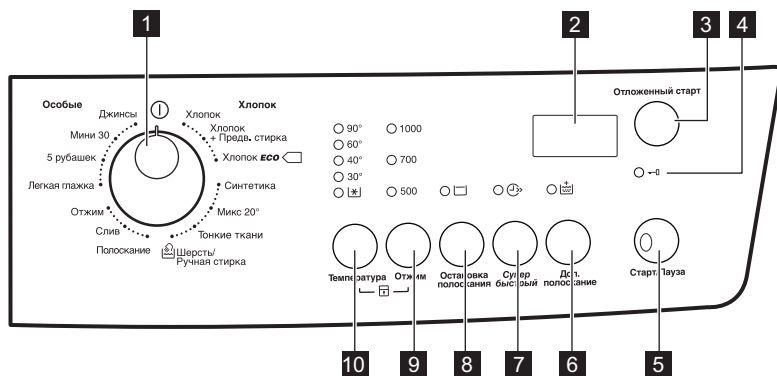 1
2
3
4
Особые
Хлопок
Отложенный старт
Джинсы
Хлопок
Мини 30
Хлопок
+ Предв. стирка
5 рубашек
Хлопок ECO
Легкая глажка
Синтетика
Отжим
Микс 20°
Слив
Тонкие ткани
Полоскание
Шерсть/
Ручная стирка
90°
1000
60°
40°
700
30°
500
Температура
Отжим
Остановка
полоскания
Супер
быстрый
Доп.
полоскание
Старт/Пауза
10
9
8
7
6
5